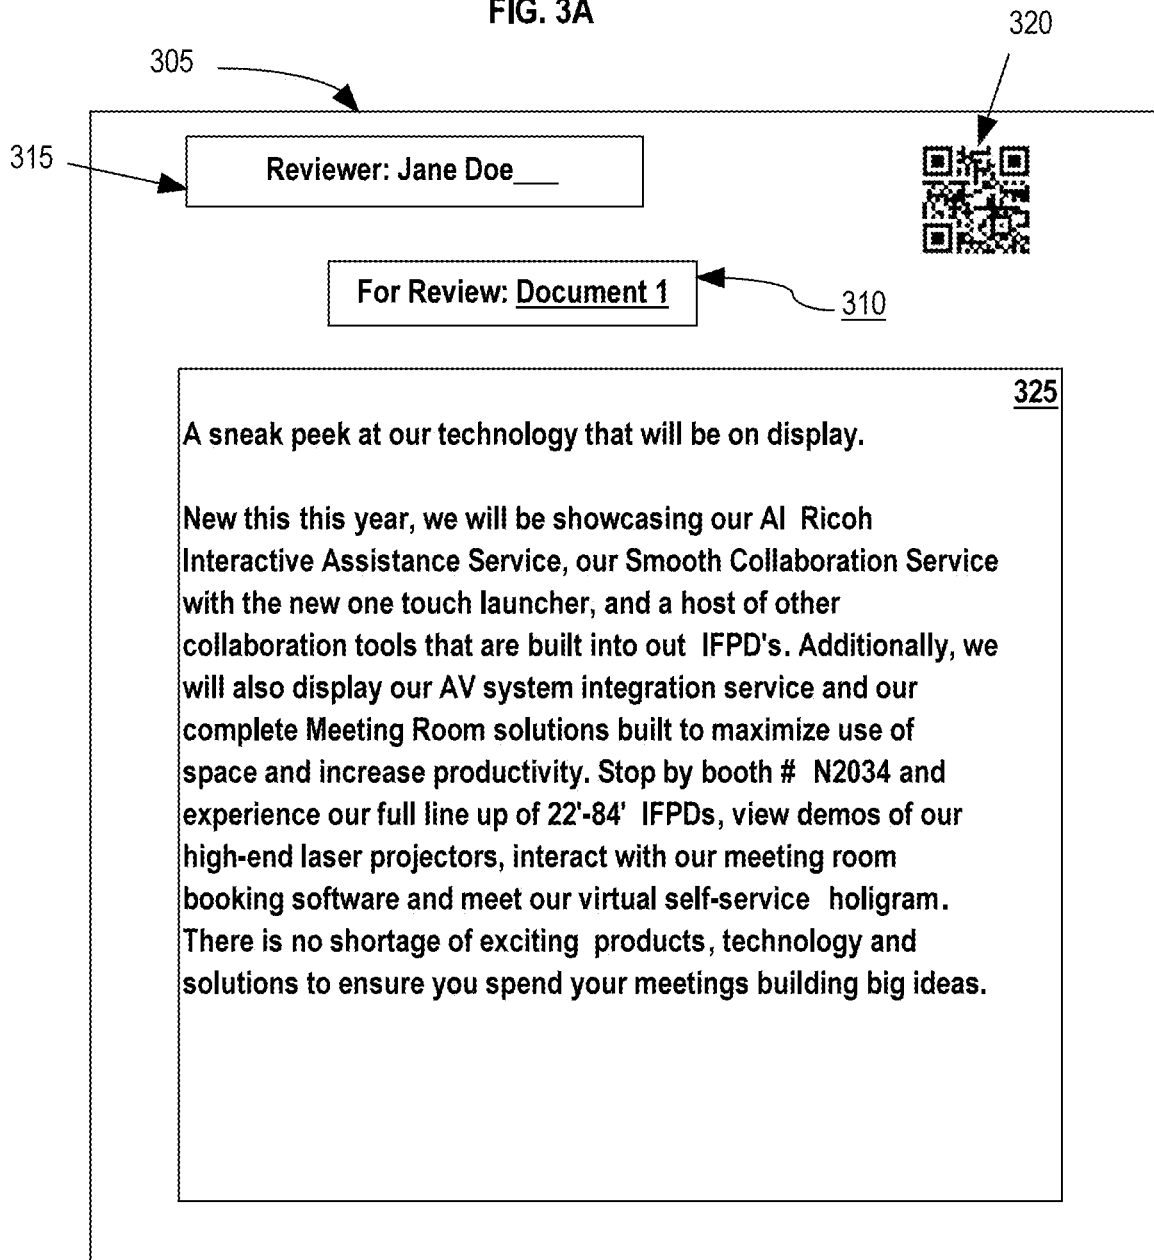 FIG. 3A
320
305
315
Reviewer: Jane Doe___
For Review: Document 1
310
325
A sneak peek at our technology that will be on display.
New this this year, we will be showcasing our AI Ricoh
Interactive Assistance Service, our Smooth Collaboration Service
with the new one touch launcher, and a host of other
collaboration tools that are built into out IFPD's. Additionally, we
will also display our AV system integration service and our
complete Meeting Room solutions built to maximize use of
space and increase productivity. Stop by booth # N2034 and
experience our full line up of 22'-84' IFPDs, view demos of our
high-end laser projectors, interact with our meeting room
booking software and meet our virtual self-service holigram.
There is no shortage of exciting products, technology and
solutions to ensure you spend your meetings building big ideas.